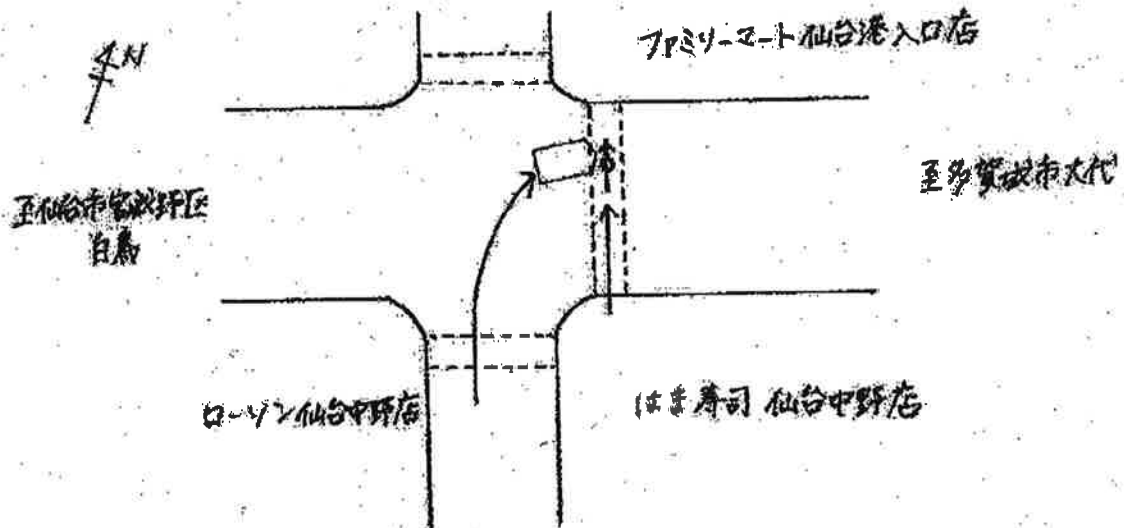 ファミリーマート仙台港入口店
N
至多賀城市大代
至仙台市宮城野区
白鳥
ローソン仙台中野店
はま寿司 仙台中野店